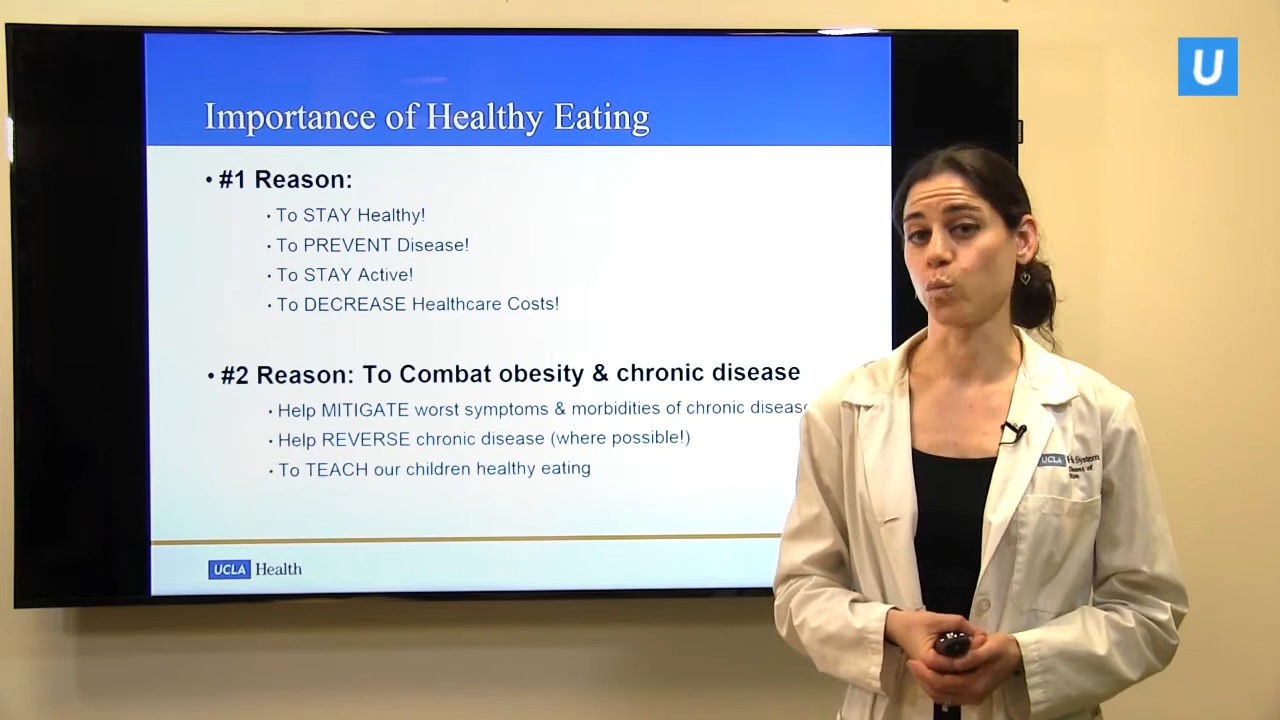 U
Importance of Healthy Eating
• #1 Reason:
• To STAY Healthy!
• To PREVENT Disease!
• To STAY Active!
• To DECREASE Healthcare Costs!
• #2 Reason: To Combat obesity & chronic disease
• Help MITIGATE worst symptoms & morbidities of chronic diseas
• Help REVERSE chronic disease (where possible!)
• To TEACH our children healthy eating
UCLA Health
UCLA